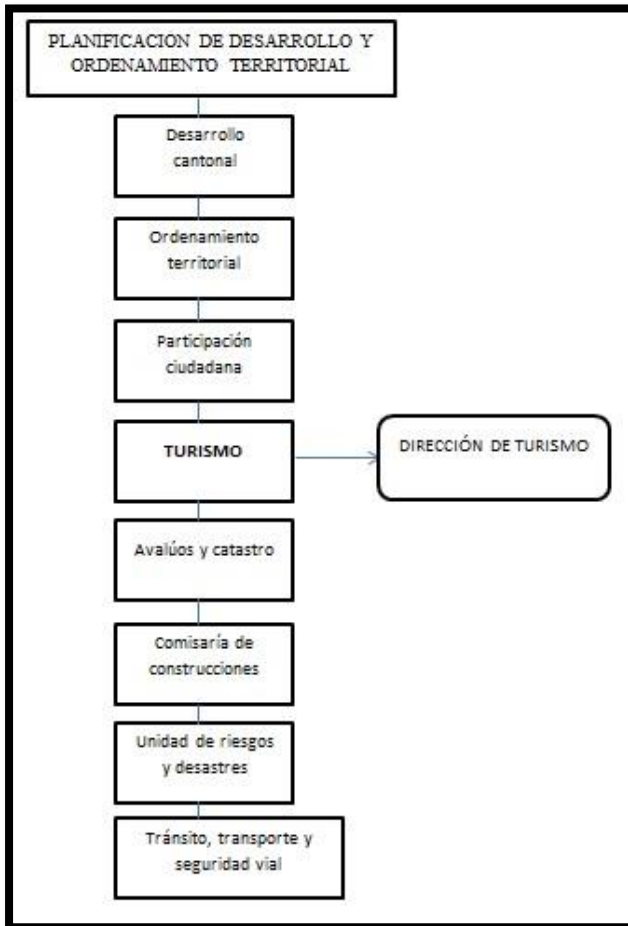 PLANIFICACION DE DESARROLLO Y
ORDENAMIENTO TERRITORIAL
Desarrollo
cantonal
Ordenamiento
territorial
Participación
ciudadana
TURISMO
DIRECCIÓN DE TURISMO
Avalúos y catastro
Comisaría de
construcciones
Unidad de riesgos
y desastres
Tránsito, transporte y
seguridad vial